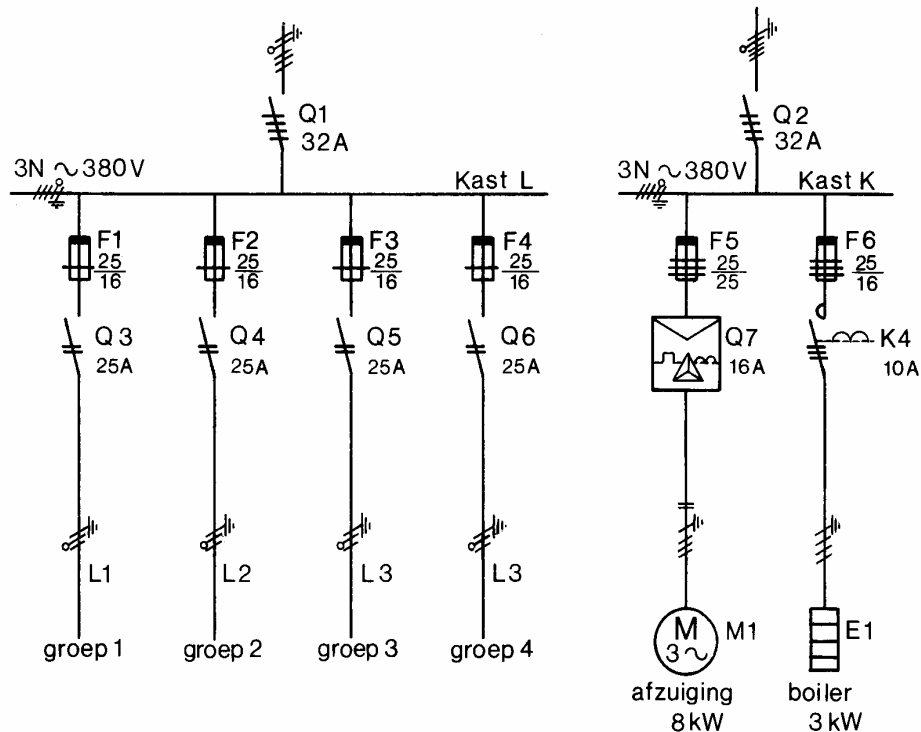 Q1
32A
Q2
32A
3N ~ 380V
Kast L
3N ~ 380V
Kast K
F1
25
16
F2
25
16
F3
25
16
F4
25
16
F5
25
25
F6
25
16
Q3
25A
Q4
25A
Q5
25A
Q6
25A
Q7
16A
K4
10A
L1
L2
L3
L3
groep 1
groep 2
groep 3
groep 4
M
3~
M1
E1
afzuiging
8kW
boiler
3kW